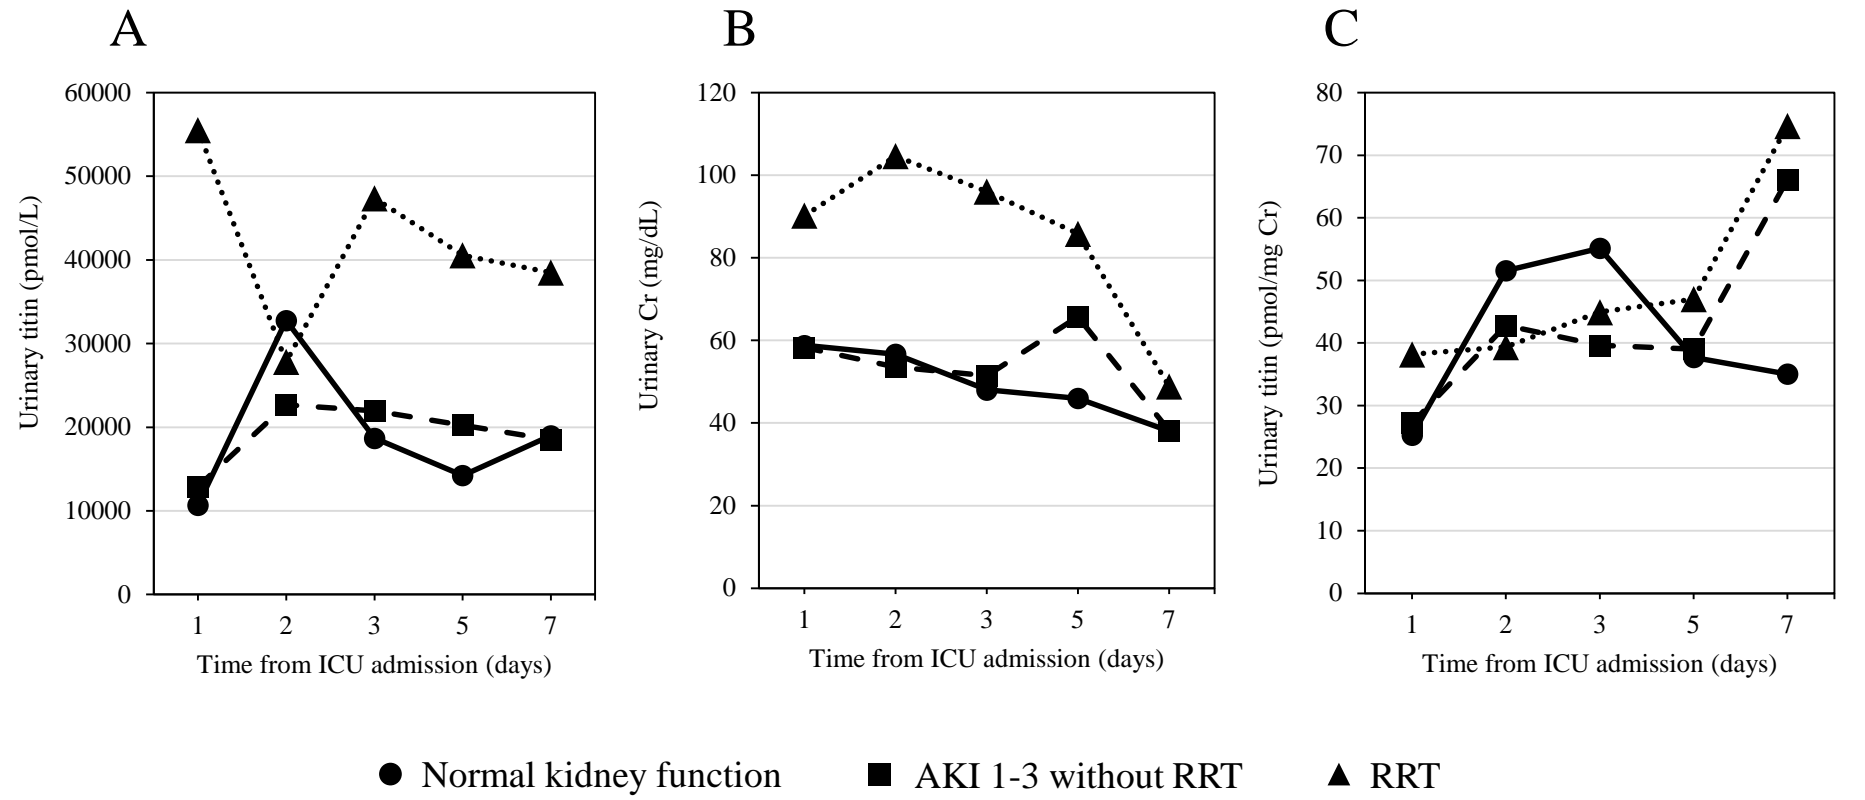 A
B
C
Urinary titin (pmol/L)
60000
50000
40000
30000
20000
10000
0
1 2 3 5 7
Time from ICU admission (days)
Urinary Cr (mg/dL)
120
100
80
60
40
20
0
1 2 3 5 7
Time from ICU admission (days)
Urinary titin (pmol/mg Cr)
80
70
60
50
40
30
20
10
0
1 2 3 5 7
Time from ICU admission (days)
Normal kidney function
AKI 1-3 without RRT
RRT